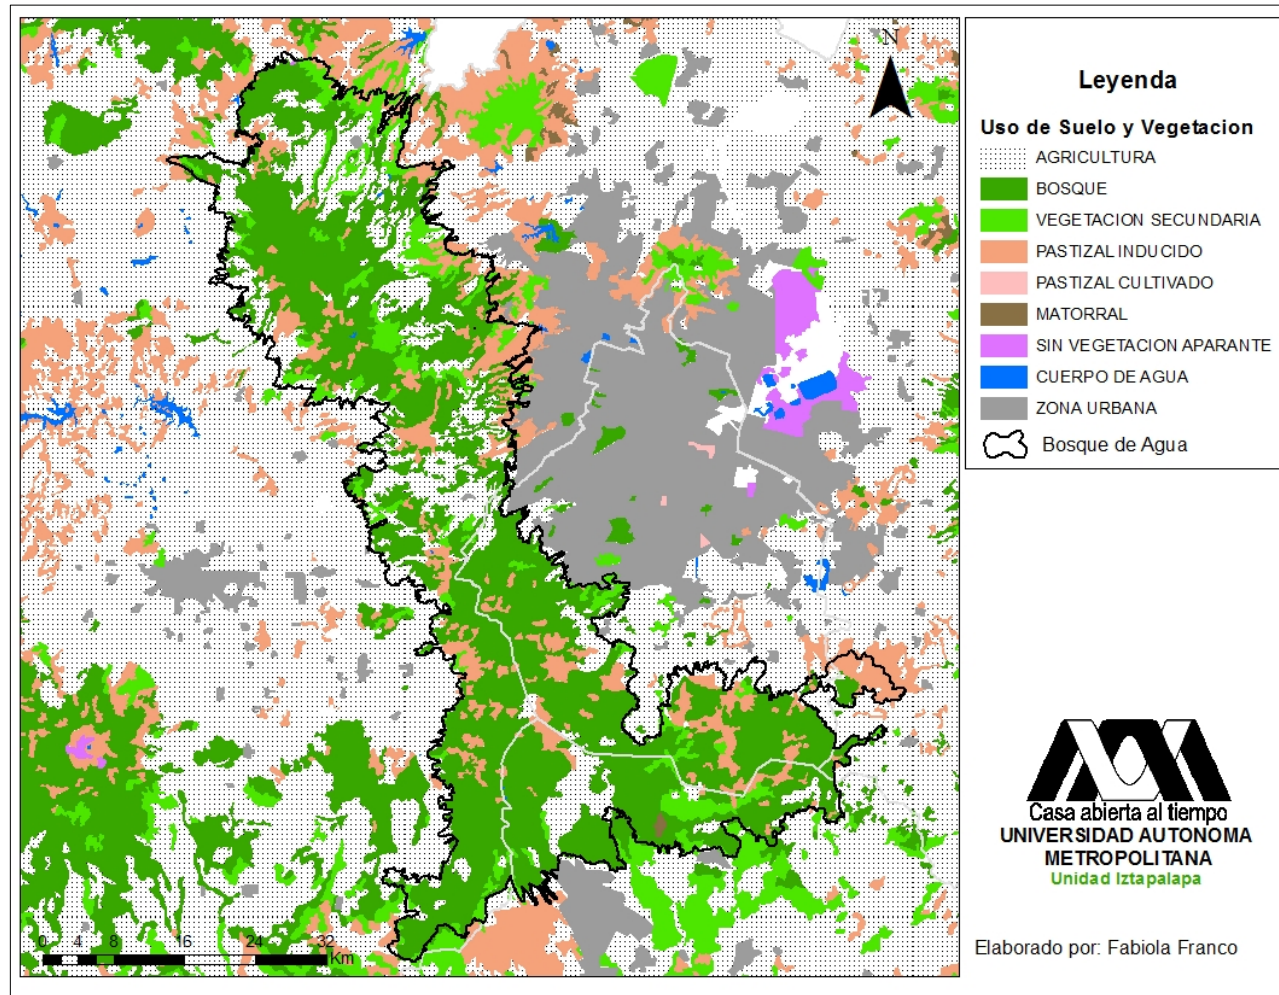 N
Leyenda
Uso de Suelo y Vegetacion
AGRICULTURA
BOSQUE
VEGETACION SECUNDARIA
PASTIZAL INDUCIDO
PASTIZAL CULTIVADO
MATORRAL
SIN VEGETACION APARANTE
CUERPO DE AGUA
ZONA URBANA
Bosque de Agua
Casa abierta al tiempo
UNIVERSIDAD AUTONOMA
METROPOLITANA
Unidad Iztapalapa
Elaborado por: Fabiola Franco
0 4 8 16 24 32
Km